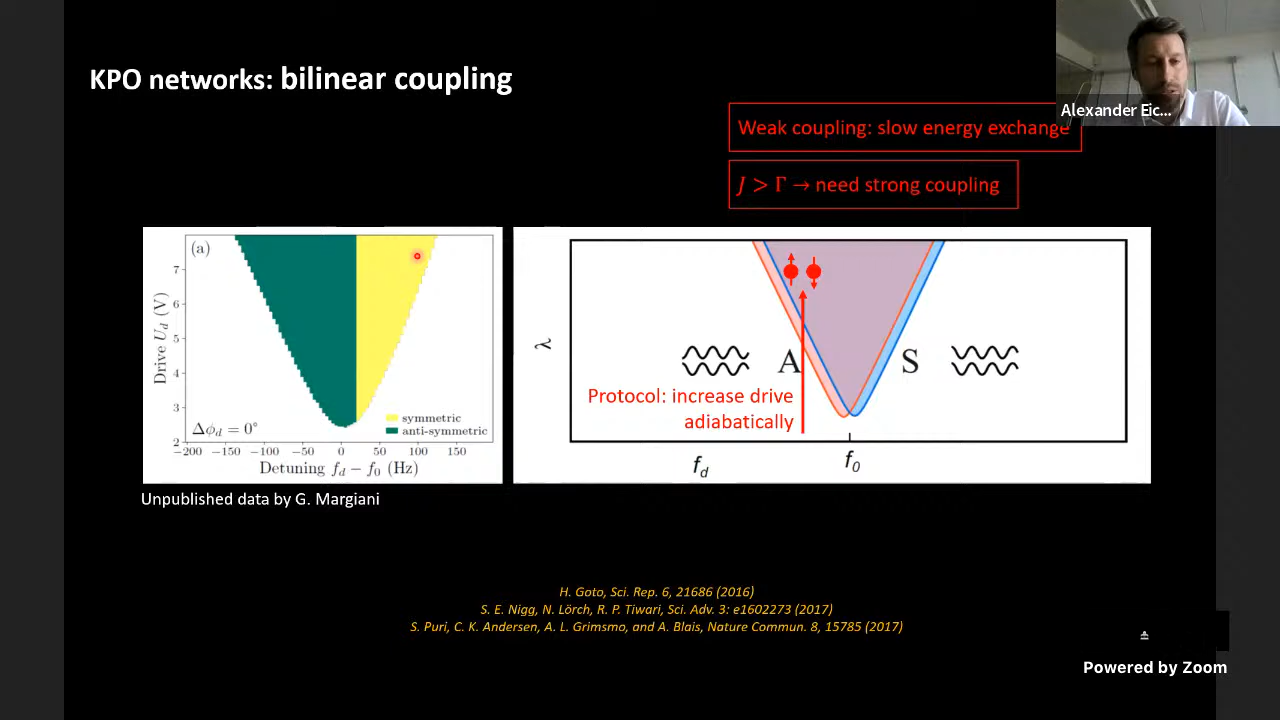 KPO networks: bilinear coupling
Alexander Eic...
Weak coupling: slow energy exchange
J > Γ → need strong coupling
(a)
Drive U_d (V)
7
6
5
4
3
2
symmetric
anti-symmetric
Δϕ_d = 0°
−200 −150 −100 −50 0 50 100 150
Detuning f_d − f_0 (Hz)
λ
A
S
Protocol: increase drive
adiabatically
f_d
f_0
Unpublished data by G. Margiani
H. Goto, Sci. Rep. 6, 21686 (2016)
S. E. Nigg, N. Lörch, R. P. Tiwari, Sci. Adv. 3: e1602273 (2017)
S. Puri, C. K. Andersen, A. L. Grimsmo, and A. Blais, Nature Commun. 8, 15785 (2017)
Powered by Zoom